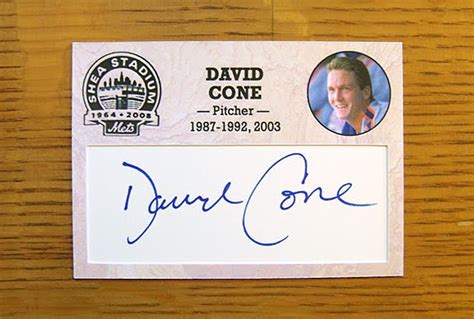 SHEA STADIUM
1964 • 2008
Mets
DAVID
CONE
— Pitcher —
1987-1992, 2003
David Cone